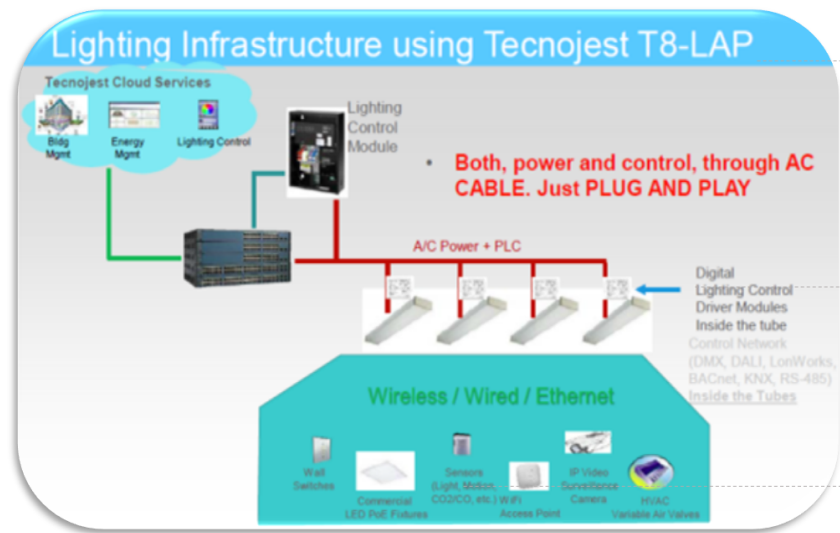 Lighting Infrastructure using Tecnojest T8-LAP
Tecnojest Cloud Services
Bldg
Mgmt
Energy
Mgmt
Lighting Control
Lighting
Control
Module
• Both, power and control, through AC
CABLE. Just PLUG AND PLAY
A/C Power + PLC
Digital
Lighting Control
Driver Modules
Inside the tube
Control Network
(DMX, DALI, LonWorks,
BACnet, KNX, RS-485)
Inside the Tubes
Wireless / Wired / Ethernet
Wall
Switches
Commercial
LED PoE Fixtures
Sensors
(Light, Motion,
CO2/CO, etc.)
WiFi
Access Point
IP Video
Surveillance
Camera
HVAC
Variable Air Valves